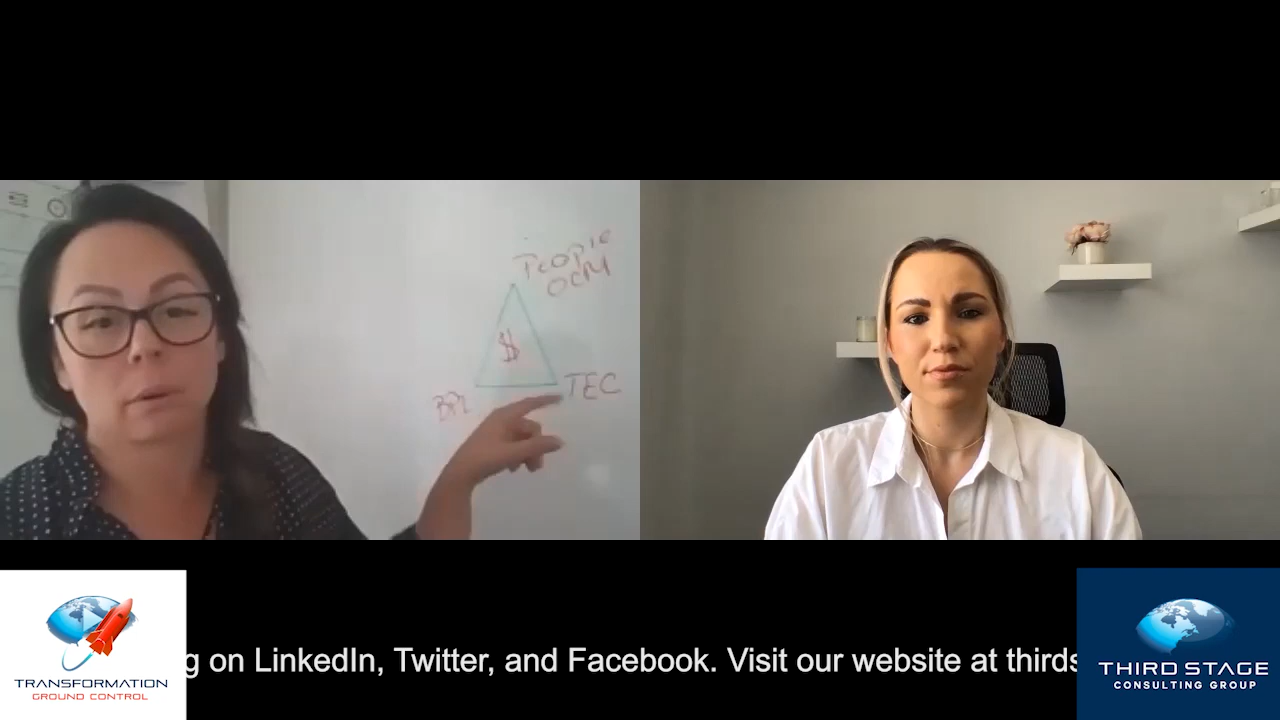 People
OCM
$
TEC
g on LinkedIn, Twitter, and Facebook. Visit our website at thirds
TRANSFORMATION
GROUND CONTROL
THIRD STAGE
CONSULTING GROUP